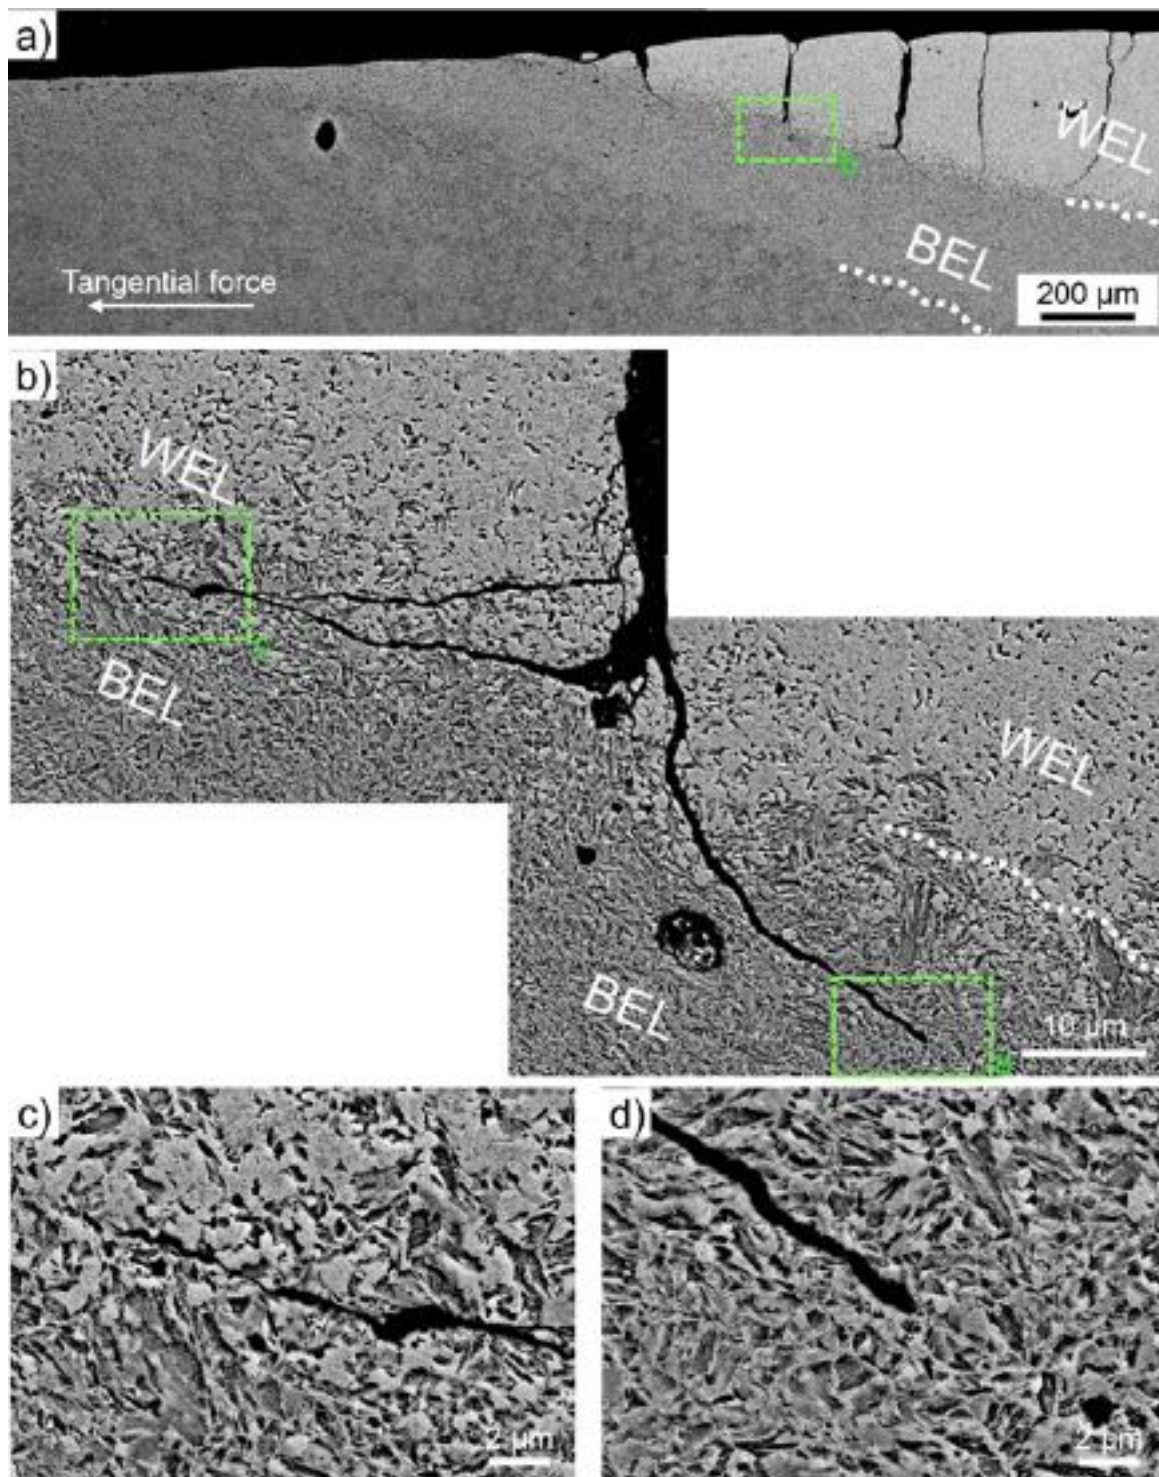 a)
WEL
BEL
Tangential force
200 µm
b)
WEL
BEL
WEL
BEL
10 µm
c)
2 µm
d)
2 µm